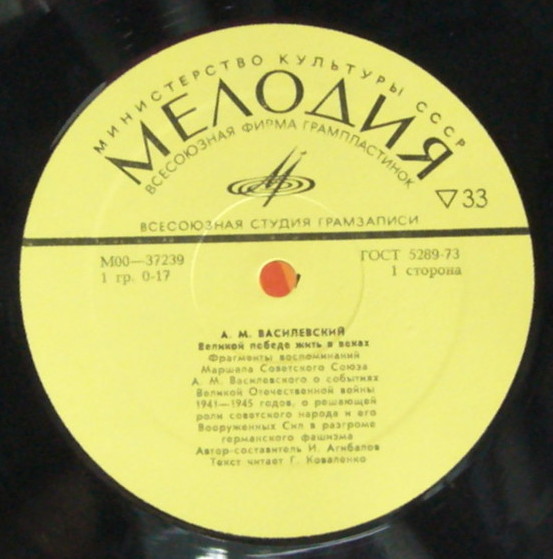 МИНИСТЕРСТВО КУЛЬТУРЫ СССР
МЕЛОДИЯ
ВСЕСОЮЗНАЯ ФИРМА ГРАМПЛАСТИНОК
33
ВСЕСОЮЗНАЯ СТУДИЯ ГРАМЗАПИСИ
М00—37239
ГОСТ 5289-73
1 гр. 0-17
1 сторона
А. М. ВАСИЛЕВСКИЙ
Великой победе жить в веках
Фрагменты воспоминаний
Маршала Советского Союза
А. М. Василевского о событиях
Великой Отечественной войны
1941—1945 годов, о решающей
роли советского народа и его
Вооруженных Сил в разгроме
германского фашизма
Автор-составитель И. Агибалов
Текст читает Г. Коваленко